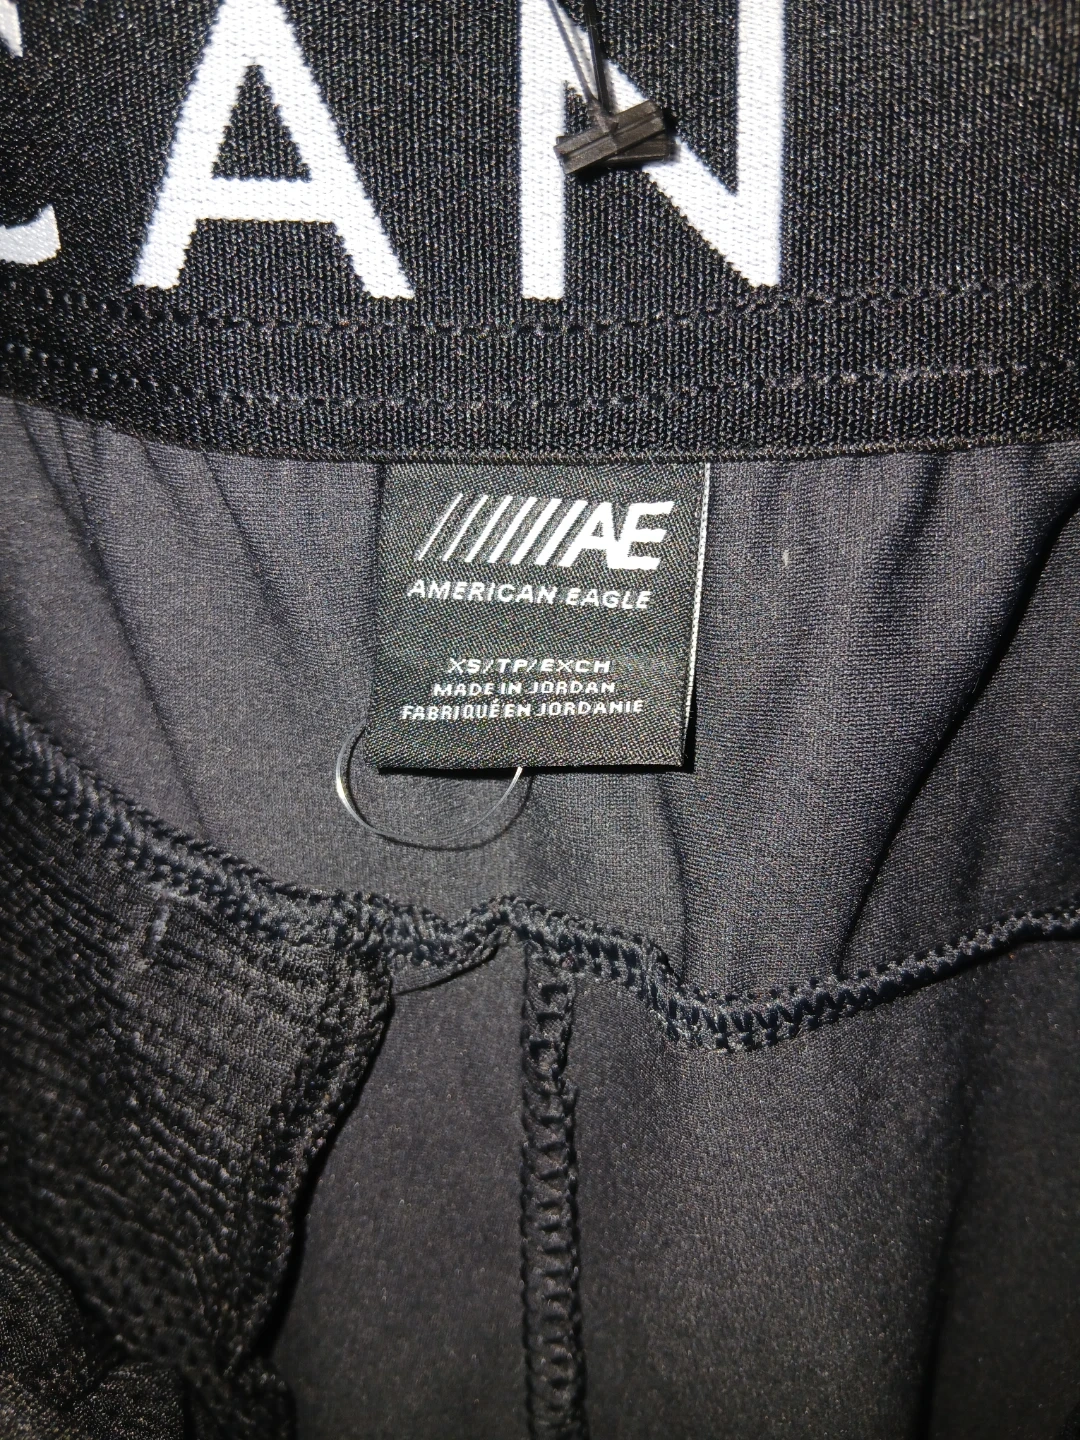 CAN
AE
AMERICAN EAGLE
XS/TP/EXCH
MADE IN JORDAN
FABRIQUÉ EN JORDANIE